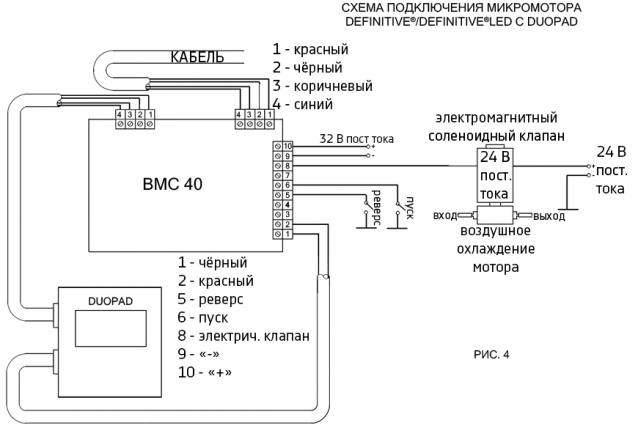 СХЕМА ПОДКЛЮЧЕНИЯ МИКРОМОТОРА
DEFINITIVE®/DEFINITIVE®LED С DUOPAD
КАБЕЛЬ
1 - красный
2 - чёрный
3 - коричневый
4 - синий
4 3 2 1
4 3 2 1
BMC 40
10
9
8
7
6
5
4
3
2
1
32 В пост тока
+
-
реверс
пуск
электромагнитный
соленоидный клапан
24 В
пост.
тока
24 В
пост.
тока
+
-
вход
выход
воздушное
охлаждение
мотора
1 - чёрный
2 - красный
5 - реверс
6 - пуск
8 - электрич. клапан
9 - «-»
10 - «+»
DUOPAD
РИС. 4